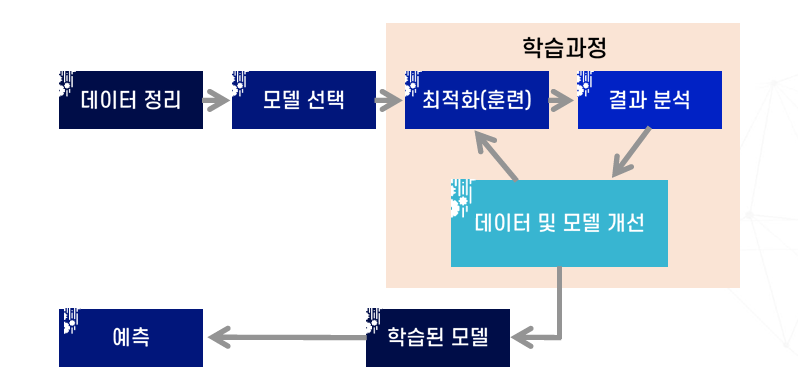 학습과정
데이터 정리
모델 선택
최적화(훈련)
결과 분석
데이터 및 모델 개선
학습된 모델
예측